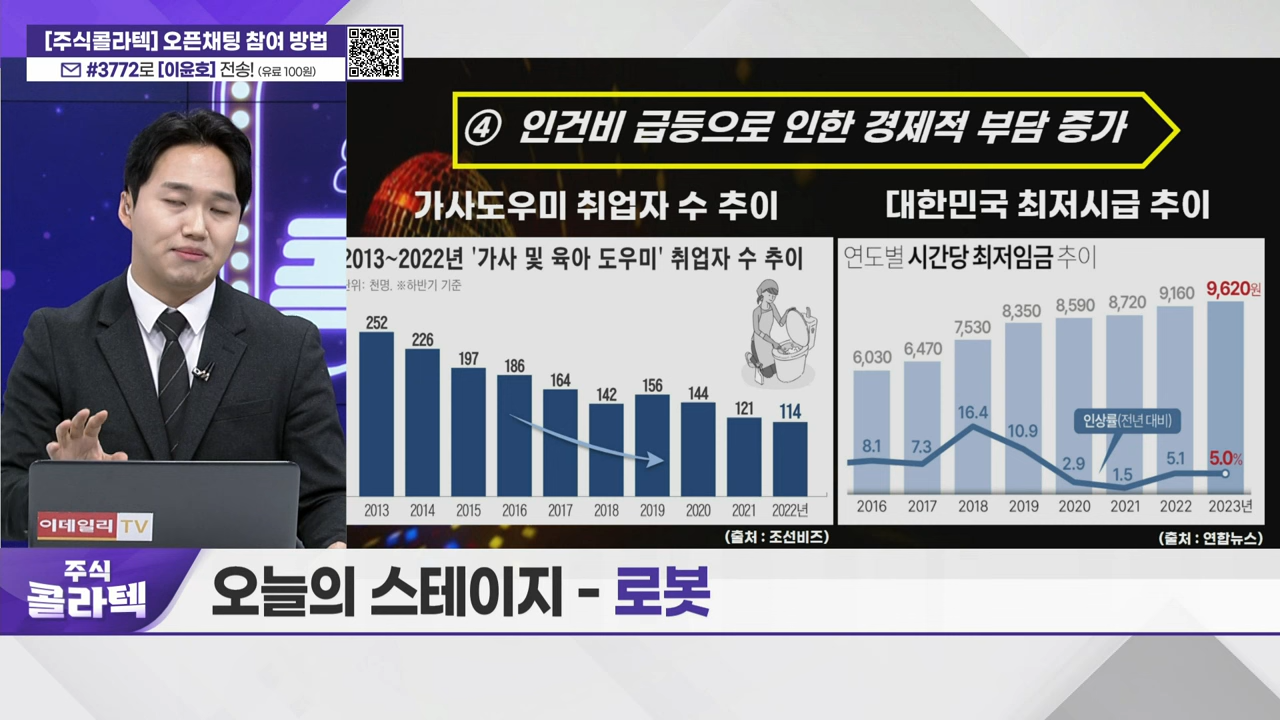 [주식콜라텍] 오픈채팅 참여 방법
#3772로 [이윤호] 전송! (유료 100원)
④ 인건비 급등으로 인한 경제적 부담 증가
가사도우미 취업자 수 추이
2013~2022년 '가사 및 육아 도우미' 취업자 수 추이
단위: 천명, ※하반기 기준
252
226
197
186
164
142
156
144
121
114
2013 2014 2015 2016 2017 2018 2019 2020 2021 2022년
(출처 : 조선비즈)
대한민국 최저시급 추이
연도별 시간당 최저임금 추이
6,030
6,470
7,530
8,350
8,590
8,720
9,160
9,620원
인상률(전년 대비)
8.1
7.3
16.4
10.9
2.9
1.5
5.1
5.0%
2016 2017 2018 2019 2020 2021 2022 2023년
(출처 : 연합뉴스)
이데일리 TV
주식
콜라텍
오늘의 스테이지 - 로봇